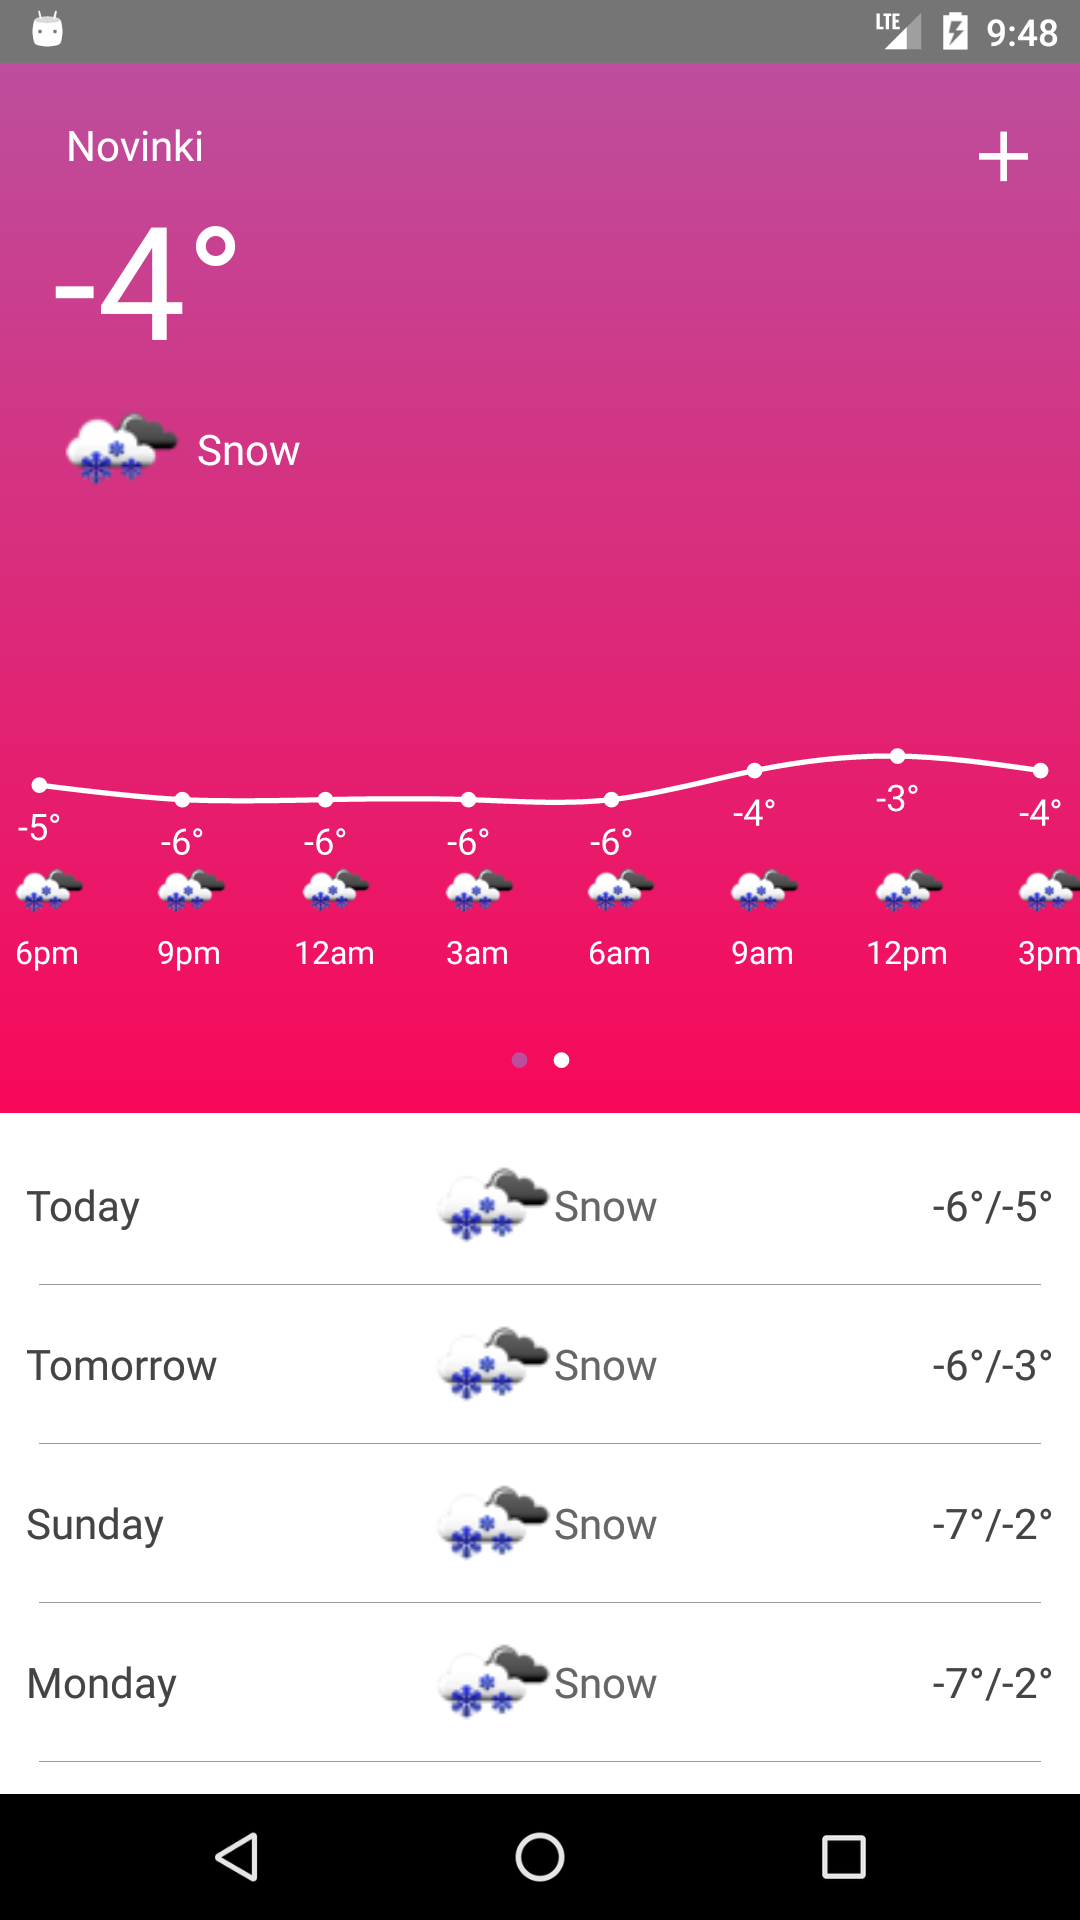 LTE 9:48
Novinki
-4°
Snow
-5° -6° -6° -6° -6° -4° -3° -4°
6pm 9pm 12am 3am 6am 9am 12pm 3pm
Today Snow -6°/-5°
Tomorrow Snow -6°/-3°
Sunday Snow -7°/-2°
Monday Snow -7°/-2°